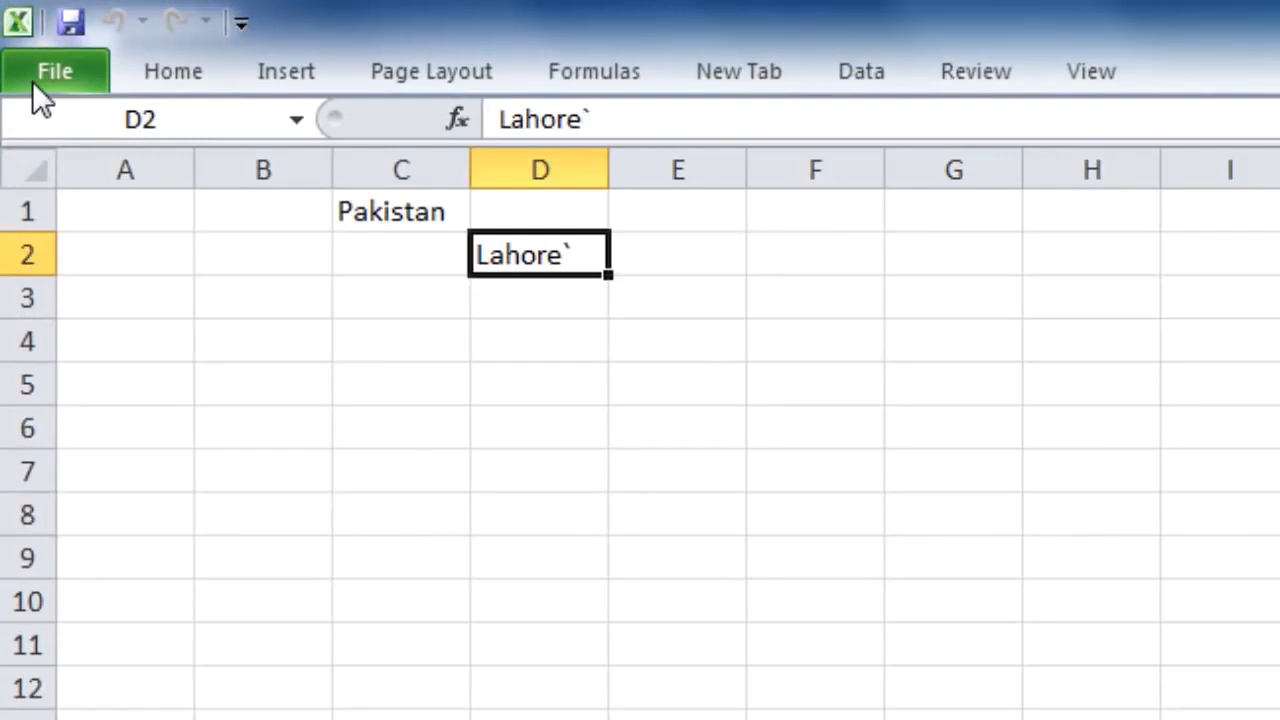 File Home Insert Page Layout Formulas New Tab Data Review View
D2 fx Lahore`
A B C D E F G H I
1 Pakistan
2 Lahore`
3
4
5
6
7
8
9
10
11
12